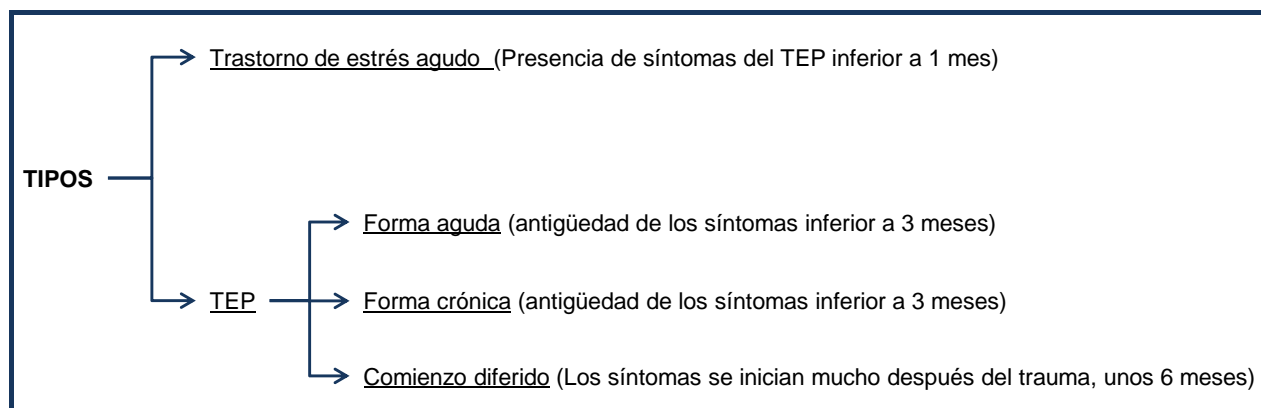 Trastorno de estrés agudo (Presencia de síntomas del TEP inferior a 1 mes)
TIPOS
Forma aguda (antigüedad de los síntomas inferior a 3 meses)
TEP
Forma crónica (antigüedad de los síntomas inferior a 3 meses)
Comienzo diferido (Los síntomas se inician mucho después del trauma, unos 6 meses)